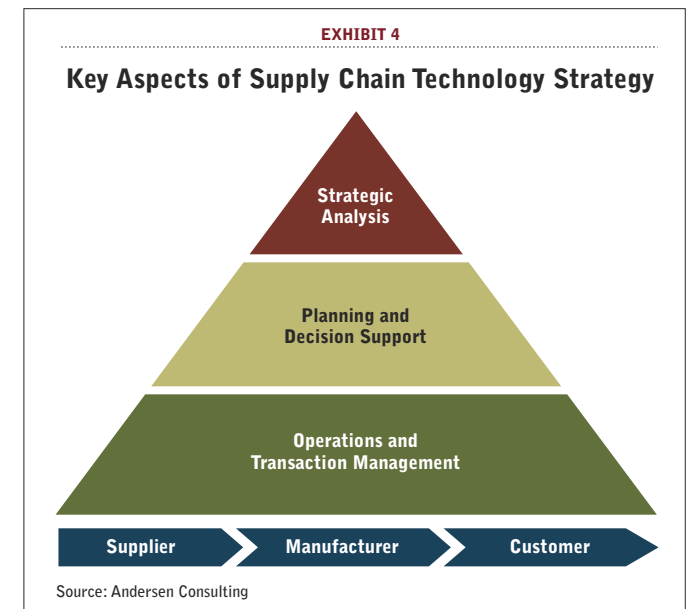 EXHIBIT 4
Key Aspects of Supply Chain Technology Strategy
Strategic
Analysis
Planning and
Decision Support
Operations and
Transaction Management
Supplier
Manufacturer
Customer
Source: Andersen Consulting